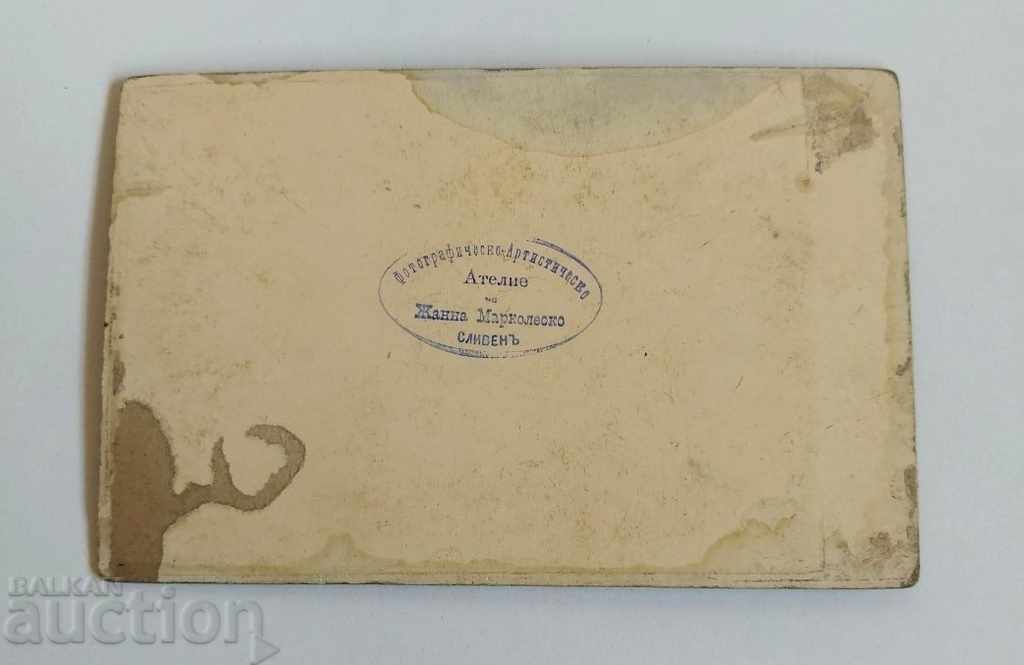 Фотографическо-Артистическо
Ателие
на
Жанна Марколеско
СЛИВЕНЪ
BALKAN
auction